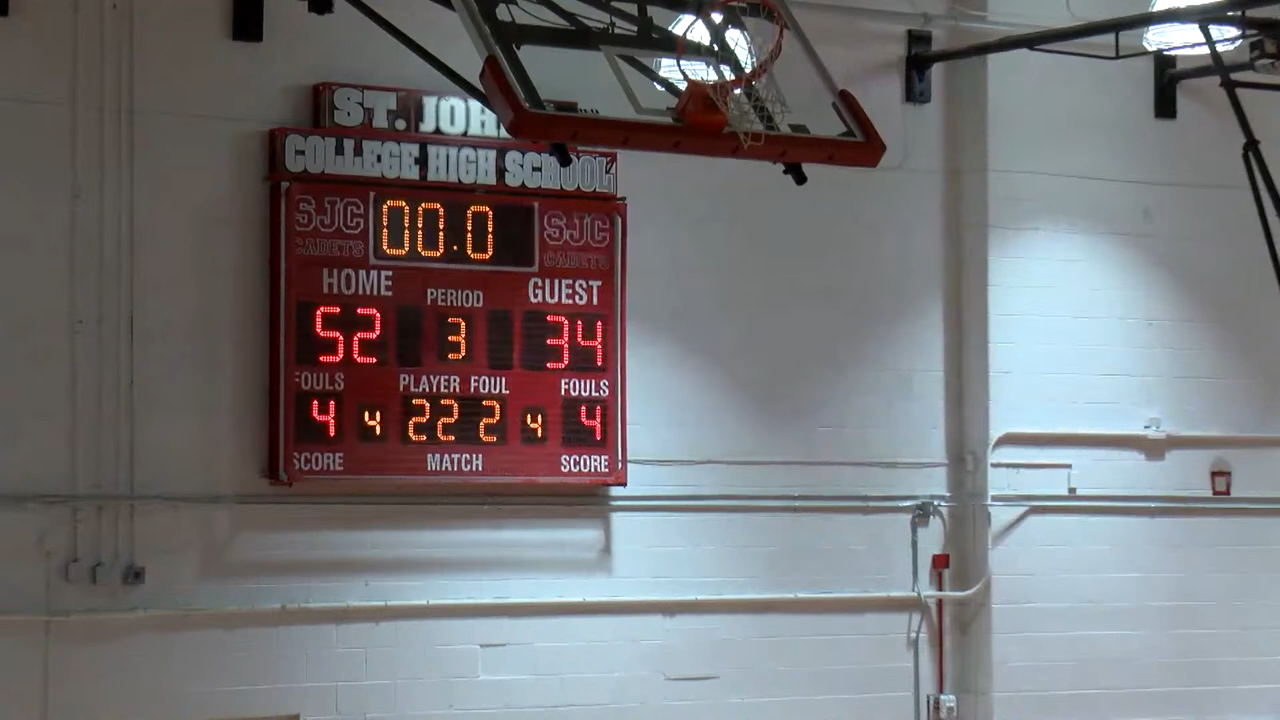 ST. JOH
COLLEGE HIGH SCHOOL
SJC 00.0 SJC
CADETS CADETS
HOME PERIOD GUEST
52 3 34
FOULS PLAYER FOUL FOULS
4 4 22 2 4 4
SCORE MATCH SCORE